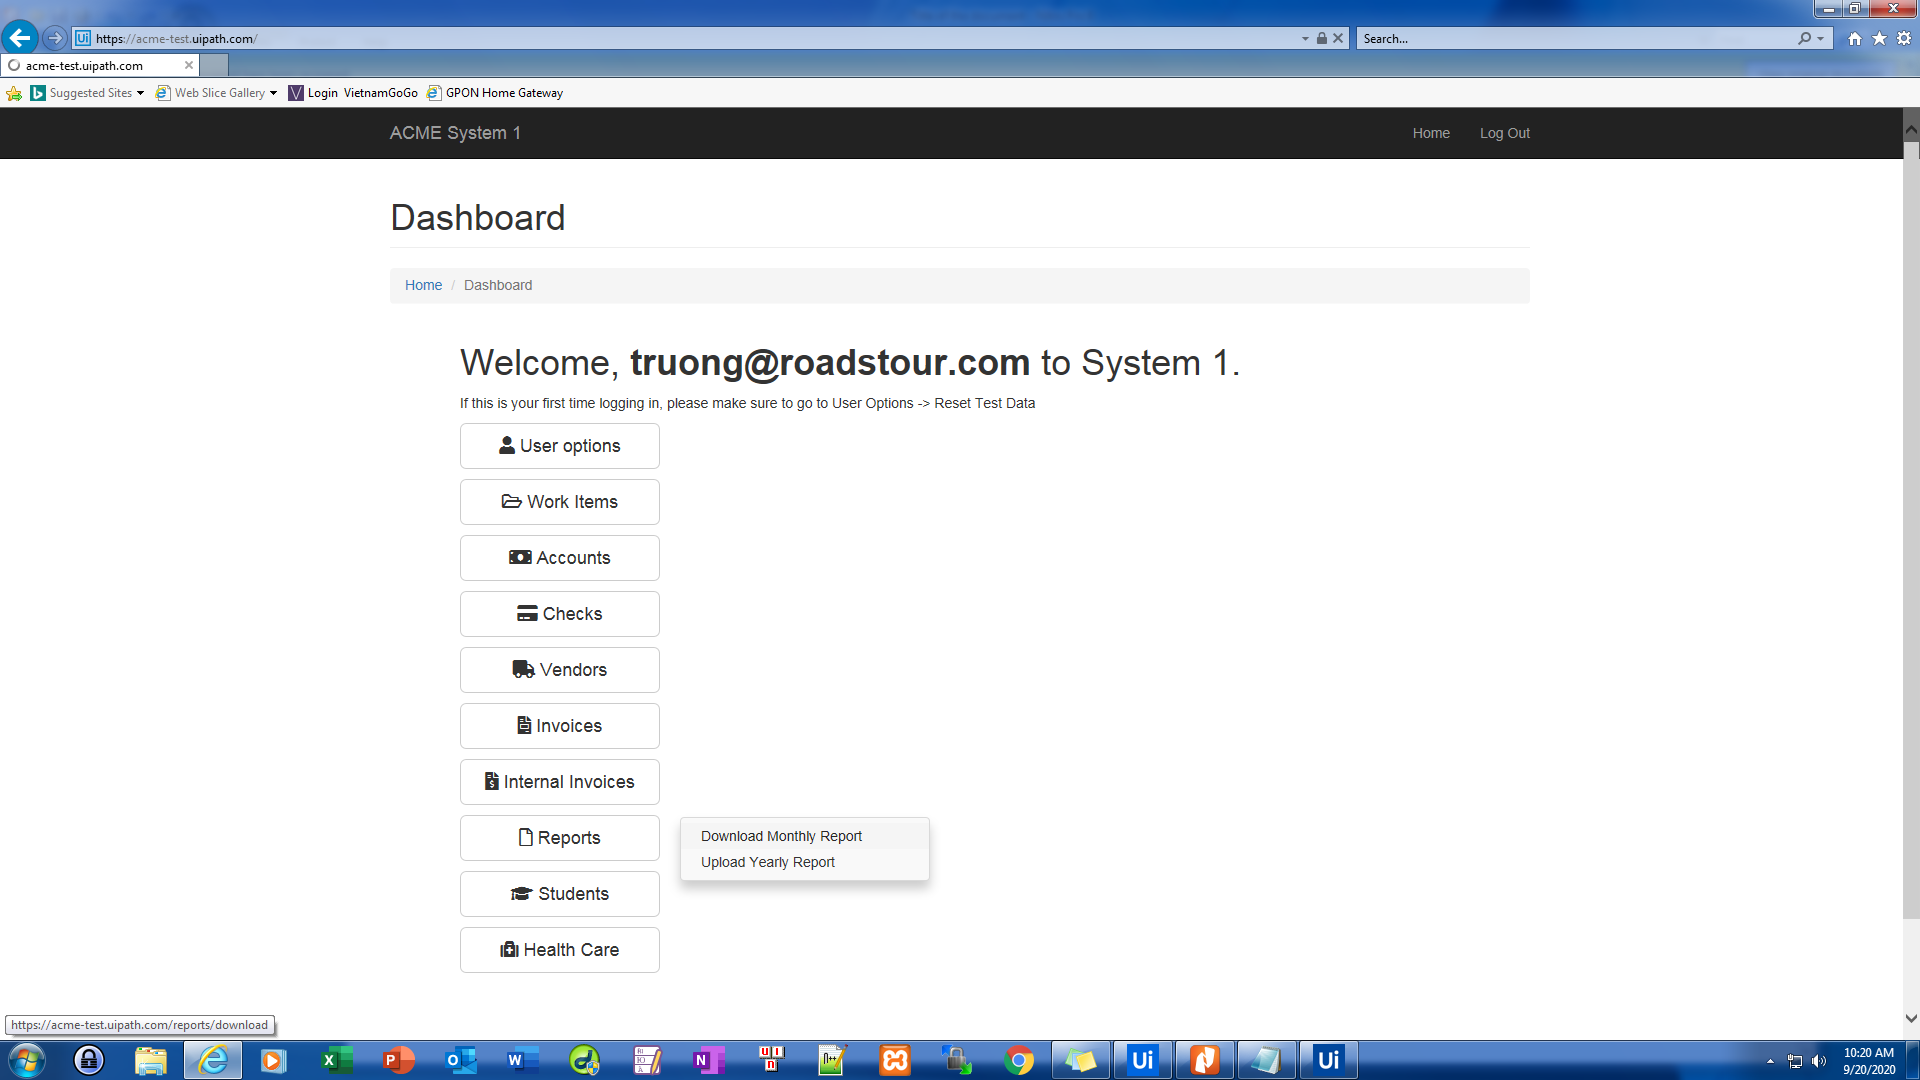 https://acme-test.uipath.com/
Search...
acme-test.uipath.com
Suggested Sites
Web Slice Gallery
Login VietnamGoGo
GPON Home Gateway
ACME System 1
Home
Log Out
Dashboard
Home / Dashboard
Welcome, truong@roadstour.com to System 1.
If this is your first time logging in, please make sure to go to User Options -> Reset Test Data
User options
Work Items
Accounts
Checks
Vendors
Invoices
Internal Invoices
Reports
Download Monthly Report
Upload Yearly Report
Students
Health Care
https://acme-test.uipath.com/reports/download
10:20 AM
9/20/2020